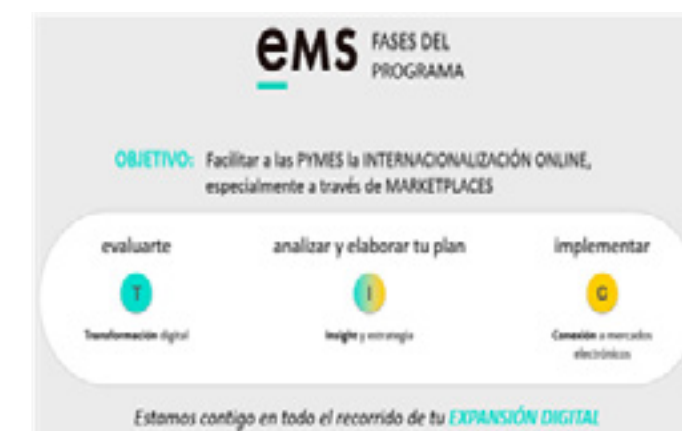 eMS FASES DEL
PROGRAMA
OBJETIVO: Facilitar a las PYMES la INTERNACIONALIZACIÓN ONLINE,
especialmente a través de MARKETPLACES
evaluarte analizar y elaborar tu plan implementar
T I G
Transformación digital Insight y estrategia Conexión a mercados
electrónicos
Estamos contigo en todo el recorrido de tu EXPANSIÓN DIGITAL